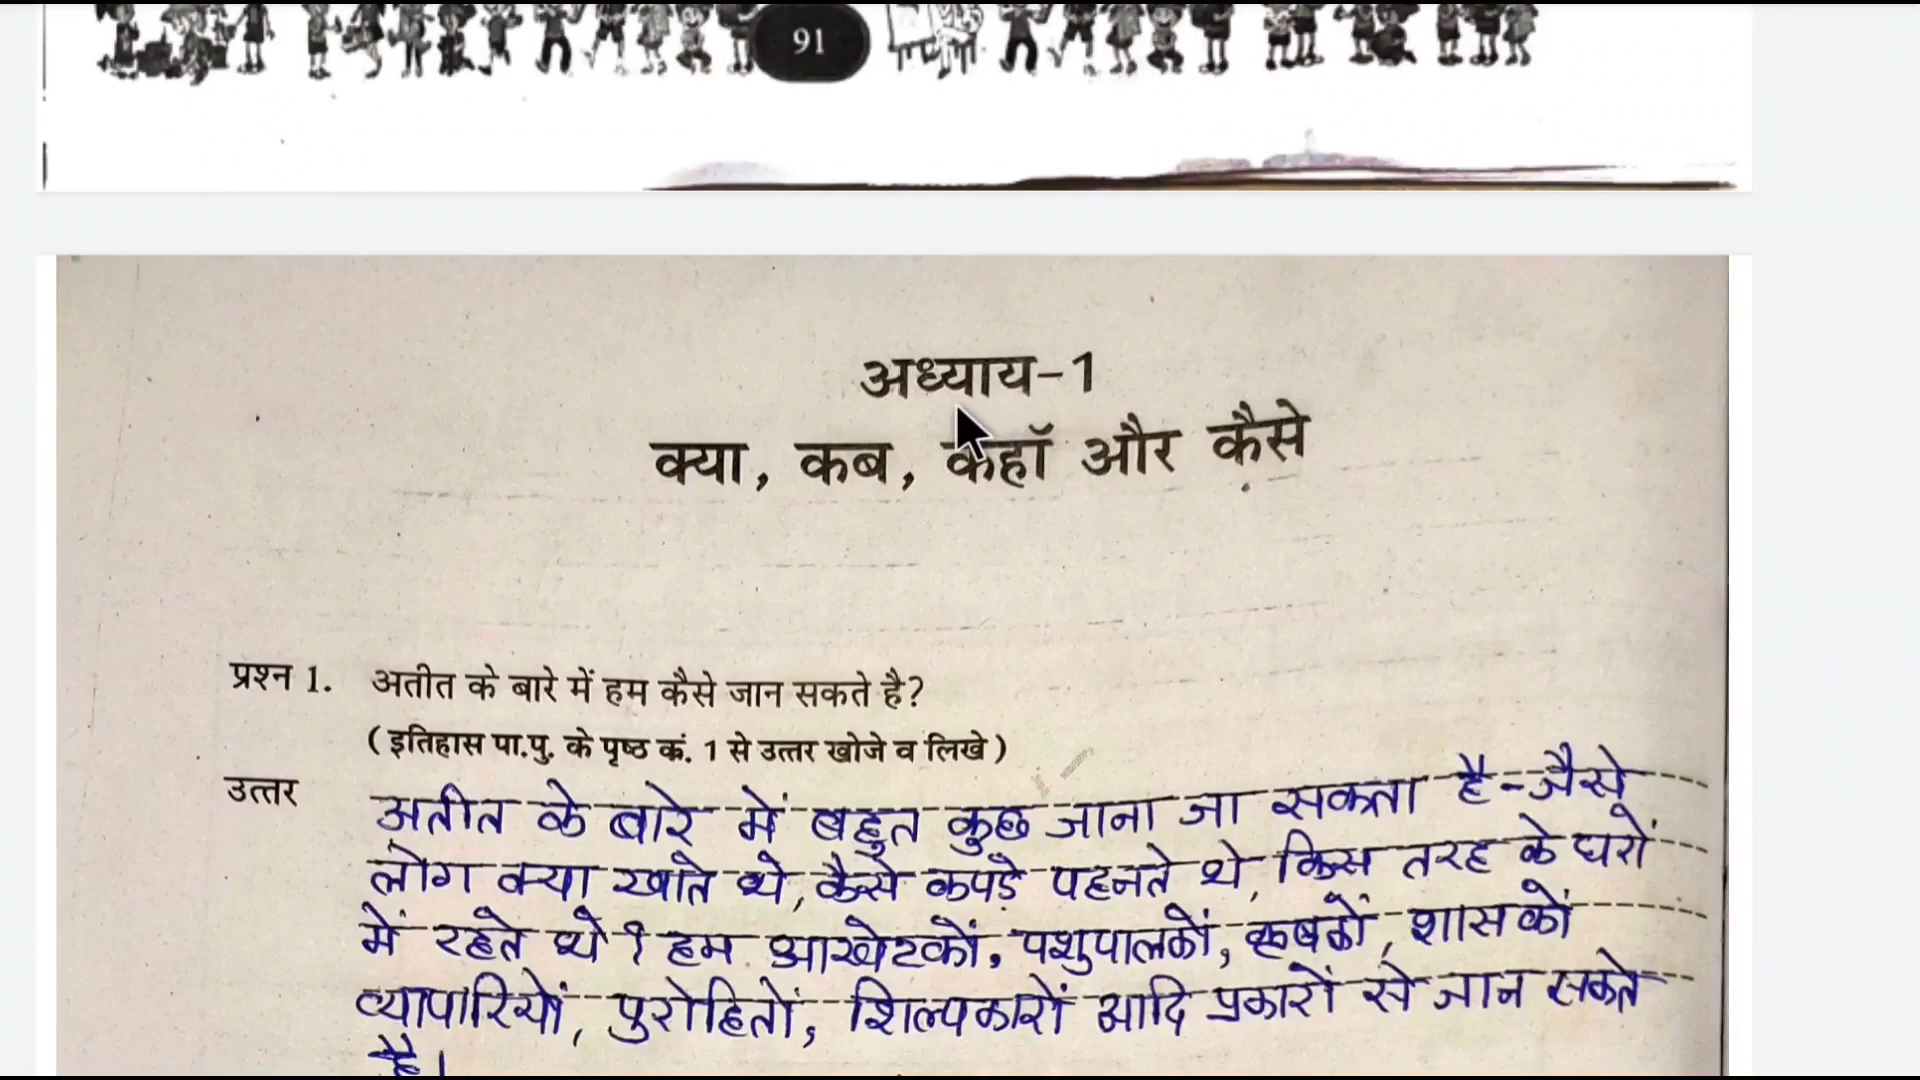 91
अध्याय-1
क्या, कब, कहॉ और कैसे
प्रश्न 1. अतीत के बारे में हम कैसे जान सकते है?
( इतिहास पा.पु. के पृष्ठ कं. 1 से उत्तर खोजे व लिखे )
उत्तर अतीत के बारे में बहुत कुछ जाना जा सकता है-जैसे
लोग क्या खाते थे, कैसे कपड़े पहनते थे, किस तरह के घरों
में रहते थे ? हम आखेटकों, पशुपालकों, कृषकों, शासकों
व्यापारियों, पुरोहितों, शिल्पकारों आदि प्रकारों से जान सकते
है।